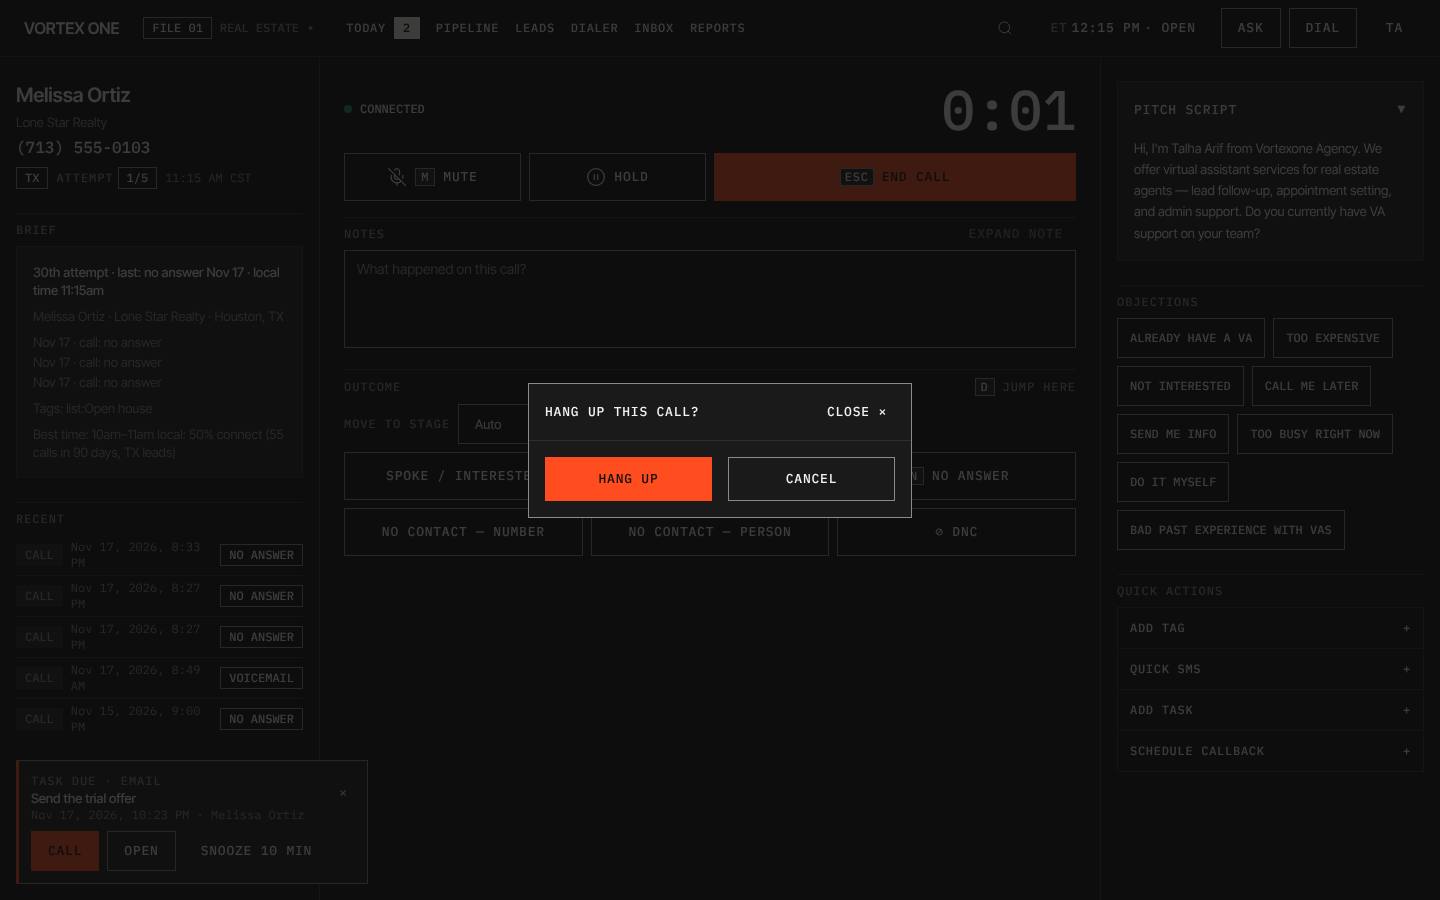 VORTEX ONE
FILE 01 REAL ESTATE
TODAY 2 PIPELINE LEADS DIALER INBOX REPORTS
ET 12:15 PM · OPEN
ASK
DIAL
TA
Melissa Ortiz
Lone Star Realty
(713) 555-0103
TX ATTEMPT 1/5 11:15 AM CST
BRIEF
30th attempt · last: no answer Nov 17 · local
time 11:15am
Melissa Ortiz · Lone Star Realty · Houston, TX
Nov 17 · call: no answer
Nov 17 · call: no answer
Nov 17 · call: no answer
Tags: list:Open house
Best time: 10am–11am local: 50% connect (55
calls in 90 days, TX leads)
RECENT
CALL Nov 17, 2026, 8:33 PM NO ANSWER
CALL Nov 17, 2026, 8:27 PM NO ANSWER
CALL Nov 17, 2026, 8:27 PM NO ANSWER
CALL Nov 17, 2026, 8:49 AM VOICEMAIL
CALL Nov 15, 2026, 9:00 PM NO ANSWER
TASK DUE · EMAIL
×
Send the trial offer
Nov 17, 2026, 10:23 PM · Melissa Ortiz
CALL
OPEN
SNOOZE 10 MIN
CONNECTED
0:01
M MUTE
HOLD
ESC END CALL
NOTES
EXPAND NOTE
What happened on this call?
OUTCOME
D JUMP HERE
MOVE TO STAGE Auto
HANG UP THIS CALL?
CLOSE ×
HANG UP
CANCEL
SPOKE / INTERESTE
N NO ANSWER
NO CONTACT — NUMBER
NO CONTACT — PERSON
⊘ DNC
PITCH SCRIPT ▼
Hi, I'm Talha Arif from Vortexone Agency. We
offer virtual assistant services for real estate
agents — lead follow-up, appointment setting,
and admin support. Do you currently have VA
support on your team?
OBJECTIONS
ALREADY HAVE A VA
TOO EXPENSIVE
NOT INTERESTED
CALL ME LATER
SEND ME INFO
TOO BUSY RIGHT NOW
DO IT MYSELF
BAD PAST EXPERIENCE WITH VAS
QUICK ACTIONS
ADD TAG +
QUICK SMS +
ADD TASK +
SCHEDULE CALLBACK +